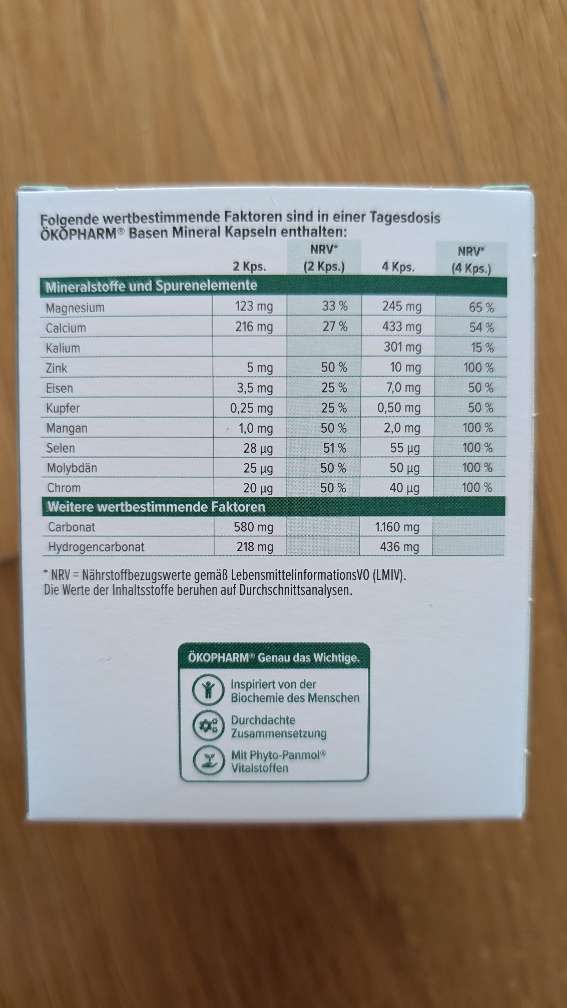 Folgende wertbestimmende Faktoren sind in einer Tagesdosis
ÖKOPHARM® Basen Mineral Kapseln enthalten:
2 Kps. NRV* (2 Kps.) 4 Kps. NRV* (4 Kps.)
Mineralstoffe und Spurenelemente
Magnesium 123 mg 33 % 245 mg 65 %
Calcium 216 mg 27 % 433 mg 54 %
Kalium 301 mg 15 %
Zink 5 mg 50 % 10 mg 100 %
Eisen 3,5 mg 25 % 7,0 mg 50 %
Kupfer 0,25 mg 25 % 0,50 mg 50 %
Mangan 1,0 mg 50 % 2,0 mg 100 %
Selen 28 µg 51 % 55 µg 100 %
Molybdän 25 µg 50 % 50 µg 100 %
Chrom 20 µg 50 % 40 µg 100 %
Weitere wertbestimmende Faktoren
Carbonat 580 mg 1.160 mg
Hydrogencarbonat 218 mg 436 mg
* NRV = Nährstoffbezugswerte gemäß LebensmittelinformationsVO (LMIV).
Die Werte der Inhaltsstoffe beruhen auf Durchschnittsanalysen.
ÖKOPHARM® Genau das Wichtige.
Inspiriert von der
Biochemie des Menschen
Durchdachte
Zusammensetzung
Mit Phyto-Panmol®
Vitalstoffen